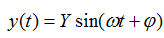 y(t) = Y sin(ωt + φ)